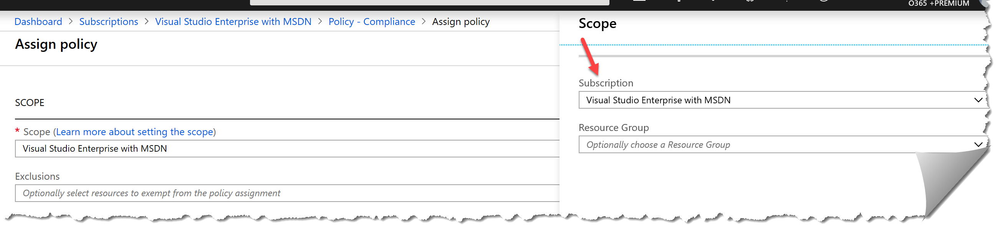 O365 +PREMIUM
Dashboard > Subscriptions > Visual Studio Enterprise with MSDN > Policy - Compliance > Assign policy
Assign policy
SCOPE
* Scope (Learn more about setting the scope)
Visual Studio Enterprise with MSDN
Exclusions
Optionally select resources to exempt from the policy assignment
Scope
Subscription
Visual Studio Enterprise with MSDN
Resource Group
Optionally choose a Resource Group